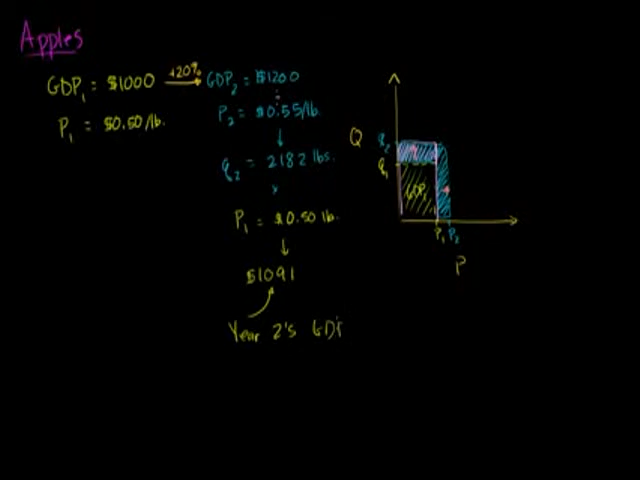 Apples
GDP₁ = $1000 +20% GDP₂ = $1200
P₁ = $0.50/lb.
P₂ = $0.55/lb.
q₂ = 2182 lbs.
x
P₁ = $0.50 lb.
$1091
Year 2's GDP
Q
q₂
q₁
GDP₁
P₁ P₂
P